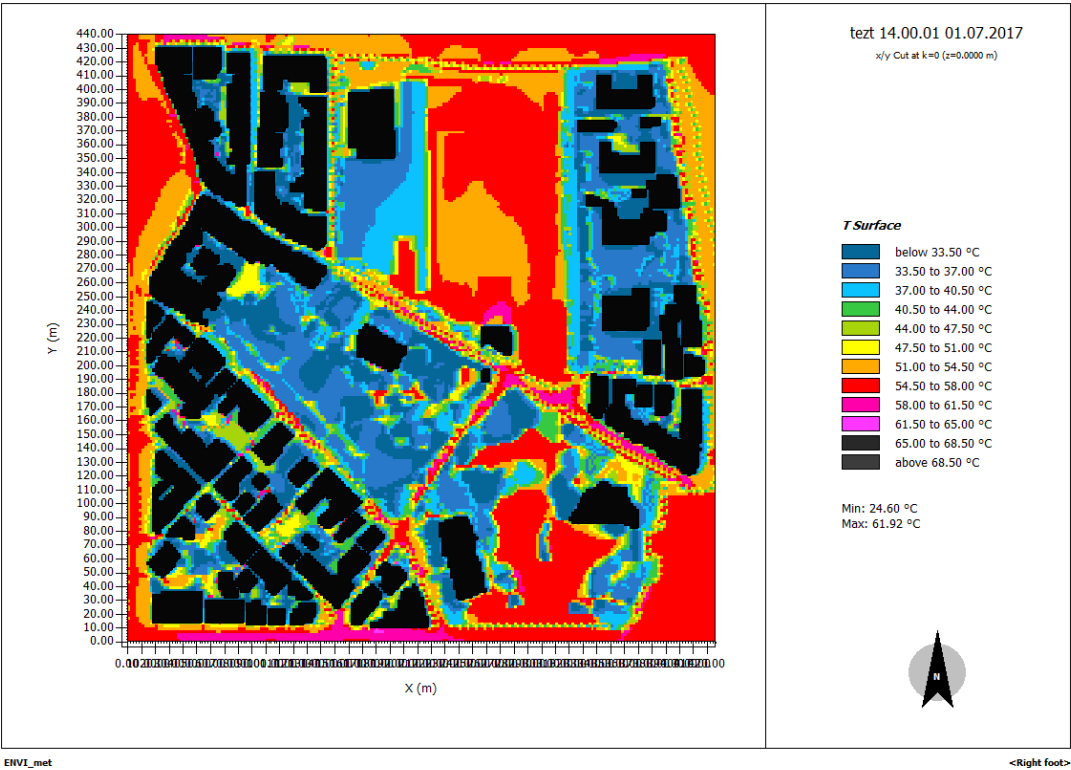 tezt 14.00.01 01.07.2017
x/y Cut at k=0 (z=0.0000 m)
440.00
430.00
420.00
410.00
400.00
390.00
380.00
370.00
360.00
350.00
340.00
330.00
320.00
310.00
300.00
290.00
280.00
270.00
260.00
250.00
240.00
230.00
220.00
210.00
200.00
190.00
180.00
170.00
160.00
150.00
140.00
130.00
120.00
110.00
100.00
90.00
80.00
70.00
60.00
50.00
40.00
30.00
20.00
10.00
0.00
Y (m)
X (m)
T Surface
below 33.50 °C
33.50 to 37.00 °C
37.00 to 40.50 °C
40.50 to 44.00 °C
44.00 to 47.50 °C
47.50 to 51.00 °C
51.00 to 54.50 °C
54.50 to 58.00 °C
58.00 to 61.50 °C
61.50 to 65.00 °C
65.00 to 68.50 °C
above 68.50 °C
Min: 24.60 °C
Max: 61.92 °C
N
ENVI_met
<Right foot>